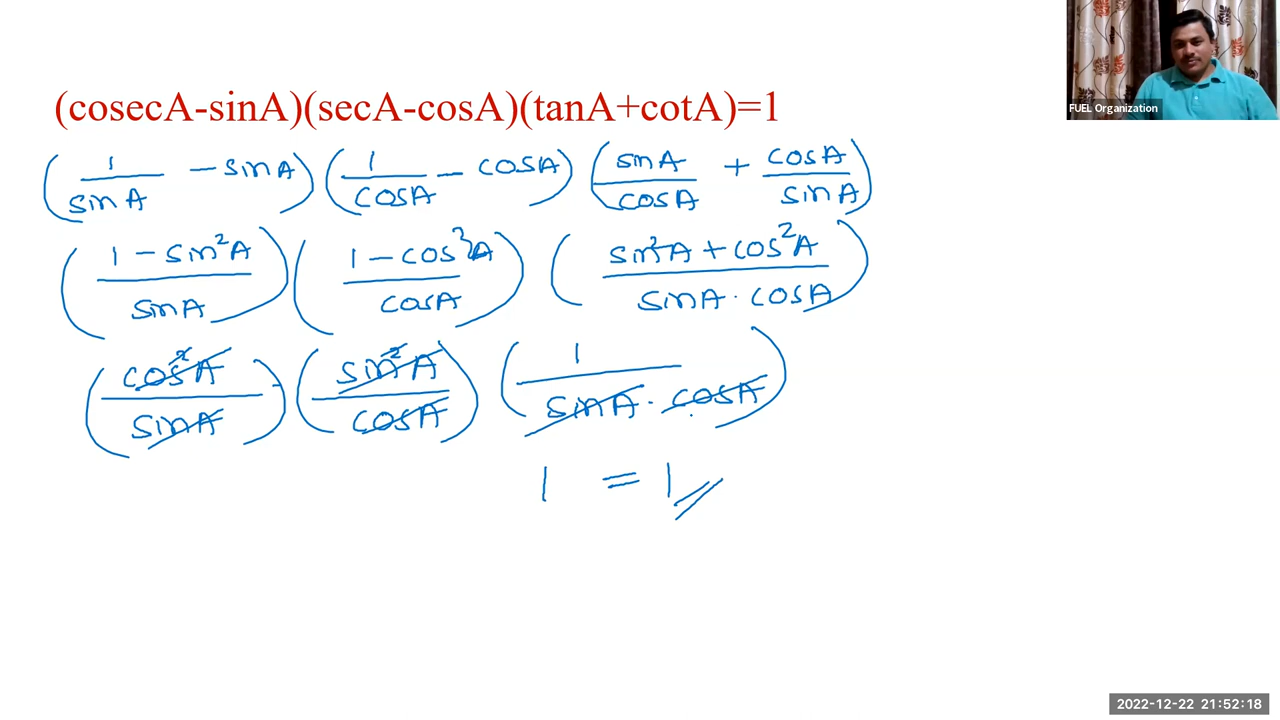 (cosecA-sinA)(secA-cosA)(tanA+cotA)=1
FUEL Organization
(1/sinA - sinA) (1/cosA - cosA) (sinA/cosA + cosA/sinA)
(1 - sin²A/sinA) (1 - cos²A/cosA) (sin²A + cos²A/sinA · cosA)
(cos²A/sinA) (sin²A/cosA) (1/sinA · cosA)
1 = 1
2022-12-22 21:52:18